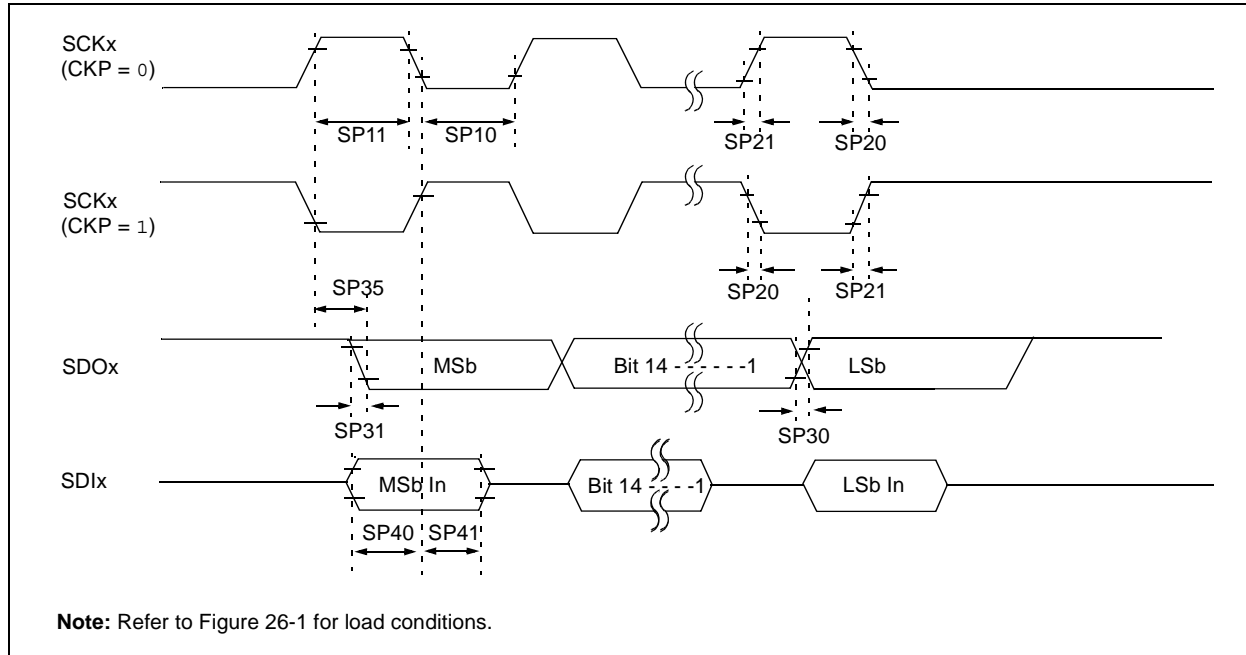 SCKx
(CKP = 0)
SP11
SP10
SP21
SP20
SCKx
(CKP = 1)
SP35
SP20
SP21
SDOx
MSb
Bit 14 - - - - - -1
LSb
SP31
SP30
SDIx
MSb In
Bit 14 - - - -1
LSb In
SP40
SP41
Note: Refer to Figure 26-1 for load conditions.